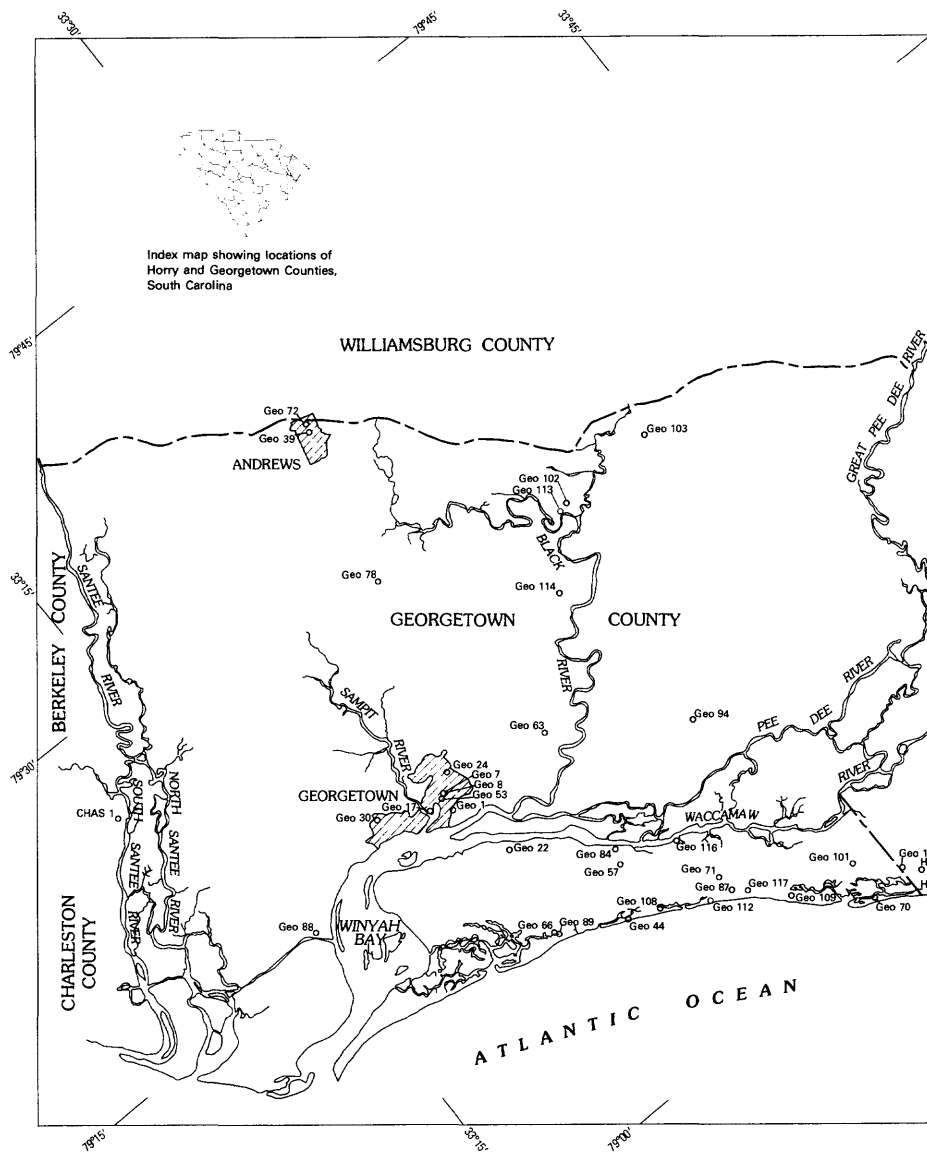 33°30'
79°45'
33°45'
Index map showing locations of
Horry and Georgetown Counties,
South Carolina
79°45'
WILLIAMSBURG COUNTY
GREAT PEE DEE RIVER
Geo 72
Geo 39
ANDREWS
Geo 103
Geo 102
Geo 113
BLACK
RIVER
33°15'
BERKELEY COUNTY
SANTEE
RIVER
Geo 78
Geo 114
GEORGETOWN COUNTY
SAMPIT
RIVER
Geo 63
Geo 94
PEE DEE RIVER
79°30'
Geo 24
Geo 7
Geo 8
Geo 53
GEORGETOWN
Geo 17
Geo 1
Geo 30
CHAS 1
SOUTH
SANTEE
RIVER
NORTH
SANTEE
RIVER
WACCAMAW
RIVER
Geo 22
Geo 84
Geo 57
Geo 116
Geo 71
Geo 87
Geo 117
Geo 101
Geo 1
H
H
Geo 108
Geo 112
Geo 109
Geo 70
CHARLESTON
COUNTY
Geo 88
WINYAH
BAY
Geo 66
Geo 89
Geo 44
ATLANTIC OCEAN
79°15'
33°15'
79°00'